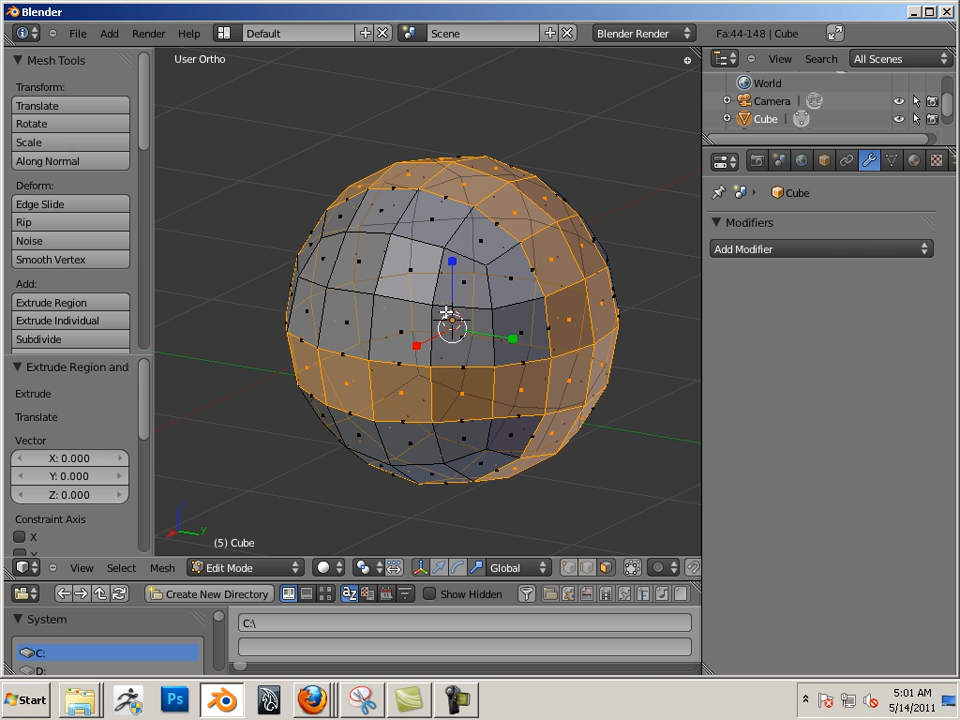 Blender
File Add Render Help Default Scene Blender Render Fa:44-148 | Cube
Mesh Tools
User Ortho
View Search All Scenes
World
Camera
Cube
Transform:
Translate
Rotate
Scale
Along Normal
Deform:
Edge Slide
Rip
Noise
Smooth Vertex
Add:
Extrude Region
Extrude Individual
Subdivide
Cube
Modifiers
Add Modifier
Extrude Region and
Extrude
Translate
Vector
X: 0.000
Y: 0.000
Z: 0.000
Constraint Axis
X
z
y
(5) Cube
View Select Mesh Edit Mode Global
Create New Directory Show Hidden
System
C:\
C:
D:
Start Ps 5:01 AM
5/14/2011